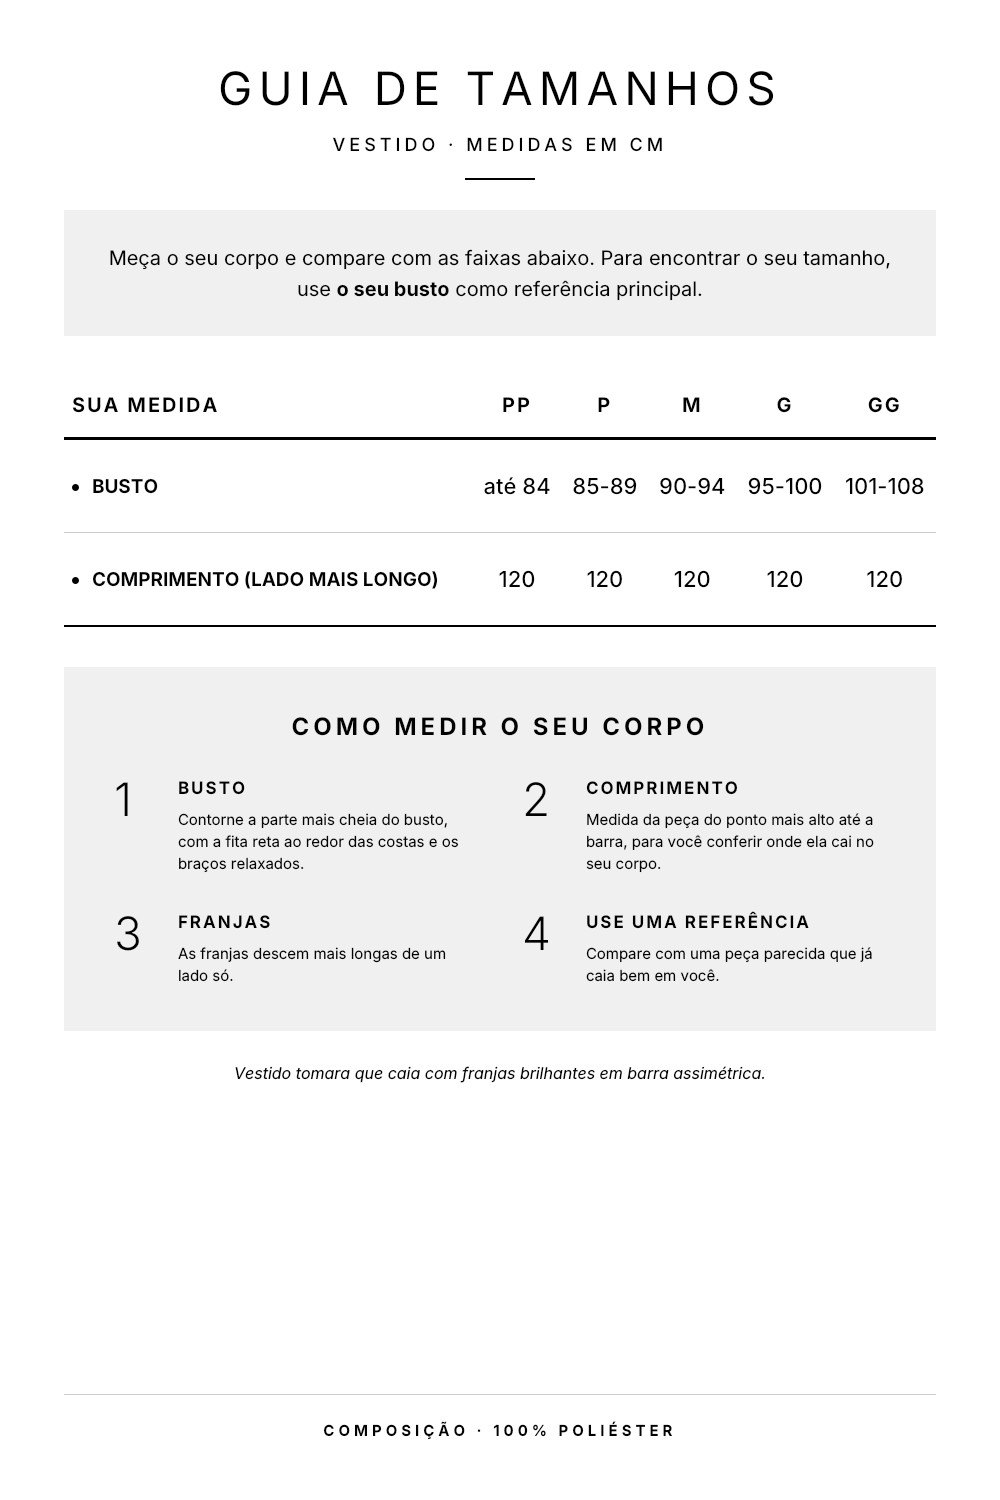 GUIA DE TAMANHOS
VESTIDO · MEDIDAS EM CM
Meça o seu corpo e compare com as faixas abaixo. Para encontrar o seu tamanho,
use o seu busto como referência principal.
SUA MEDIDA PP P M G GG
• BUSTO até 84 85-89 90-94 95-100 101-108
• COMPRIMENTO (LADO MAIS LONGO) 120 120 120 120 120
COMO MEDIR O SEU CORPO
1 BUSTO
Contorne a parte mais cheia do busto,
com a fita reta ao redor das costas e os
braços relaxados.
2 COMPRIMENTO
Medida da peça do ponto mais alto até a
barra, para você conferir onde ela cai no
seu corpo.
3 FRANJAS
As franjas descem mais longas de um
lado só.
4 USE UMA REFERÊNCIA
Compare com uma peça parecida que já
caia bem em você.
Vestido tomara que caia com franjas brilhantes em barra assimétrica.
COMPOSIÇÃO · 100% POLIÉSTER